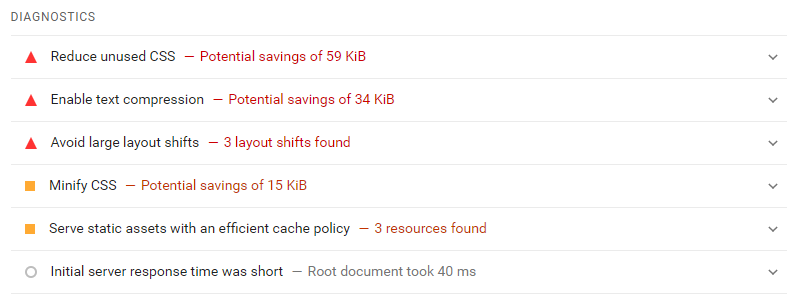 DIAGNOSTICS
Reduce unused CSS — Potential savings of 59 KiB
Enable text compression — Potential savings of 34 KiB
Avoid large layout shifts — 3 layout shifts found
Minify CSS — Potential savings of 15 KiB
Serve static assets with an efficient cache policy — 3 resources found
Initial server response time was short — Root document took 40 ms